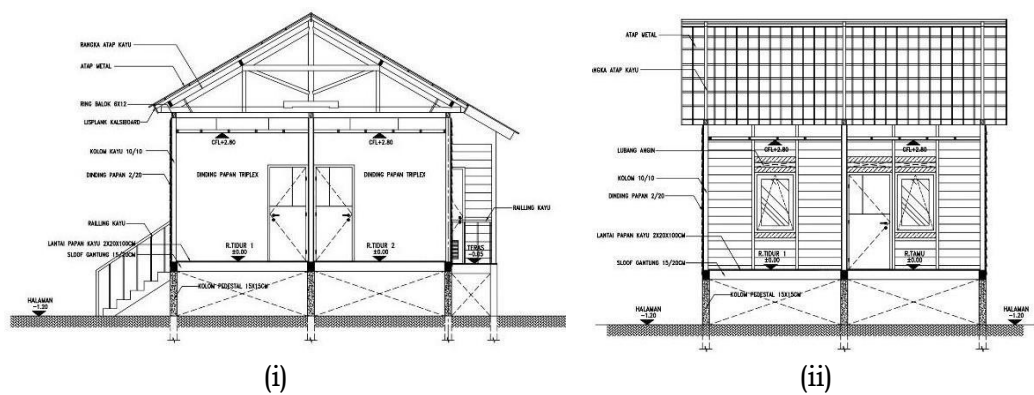 RANGKA ATAP KAYU
ATAP METAL
RING BALOK 6X12
LISPLANK KALSIBOARD
CFL+2.80
CFL+2.80
KOLOM KAYU 10/10
DINDING PAPAN 2/20
DINDING PAPAN TRIPLEX
DINDING PAPAN TRIPLEX
RAILLING KAYU
RAILLING KAYU
LANTAI PAPAN KAYU 2X20X100CM
SLOOF GANTUNG 15/20CM
R.TIDUR 1
±0.00
R.TIDUR 2
±0.00
TERAS
-0.05
KOLOM PEDESTAL 15X15CM
HALAMAN
-1.20
(i)
ATAP METAL
NGKA ATAP KAYU
LUBANG ANGIN
CFL+2.80
CFL+2.80
KOLOM 10/10
DINDING PAPAN 2/20
LANTAI PAPAN KAYU 2X20X100CM
SLOOF GANTUNG 15/20CM
R.TIDUR 1
±0.00
R.TAMU
±0.00
KOLOM PEDESTAL 15X15CM
HALAMAN
-1.20
HALAMAN
-1.20
(ii)